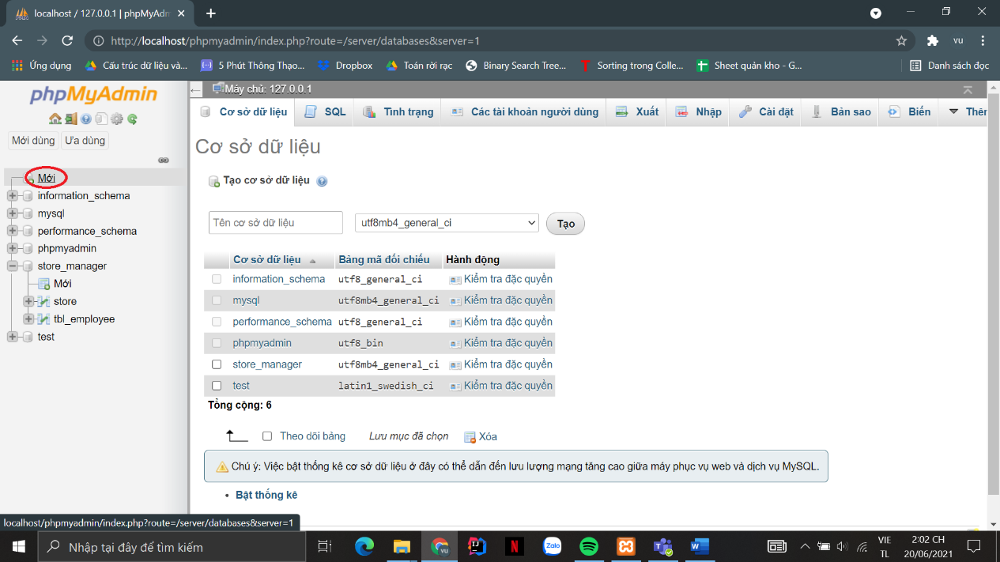 localhost / 127.0.0.1 | phpMyAdm
http://localhost/phpmyadmin/index.php?route=/server/databases&server=1
vu
Ứng dụng
Cấu trúc dữ liệu và...
5 Phút Thông Thạo...
Dropbox
Toán rời rạc
Binary Search Tree...
Sorting trong Colle...
Sheet quản kho - G...
Danh sách đọc
phpMyAdmin
Mới dùng
Ưa dùng
Mới
information_schema
mysql
performance_schema
phpmyadmin
store_manager
Mới
store
tbl_employee
test
Máy chủ: 127.0.0.1
Cơ sở dữ liệu
SQL
Tình trạng
Các tài khoản người dùng
Xuất
Nhập
Cài đặt
Bản sao
Biến
Thêm
Cơ sở dữ liệu
Tạo cơ sở dữ liệu
Tên cơ sở dữ liệu
utf8mb4_general_ci
Tạo
Cơ sở dữ liệu Bảng mã đối chiếu Hành động
information_schema utf8_general_ci Kiểm tra đặc quyền
mysql utf8mb4_general_ci Kiểm tra đặc quyền
performance_schema utf8_general_ci Kiểm tra đặc quyền
phpmyadmin utf8_bin Kiểm tra đặc quyền
store_manager utf8mb4_general_ci Kiểm tra đặc quyền
test latin1_swedish_ci Kiểm tra đặc quyền
Tổng cộng: 6
Theo dõi bảng Lưu mục đã chọn Xóa
Chú ý: Việc bật thống kê cơ sở dữ liệu ở đây có thể dẫn đến lưu lượng mạng tăng cao giữa máy phục vụ web và dịch vụ MySQL.
Bật thống kê
localhost/phpmyadmin/index.php?route=/server/databases&server=1
Nhập tại đây để tìm kiếm
vu
N
Zalo
VIE
TL
2:02 CH
20/06/2021